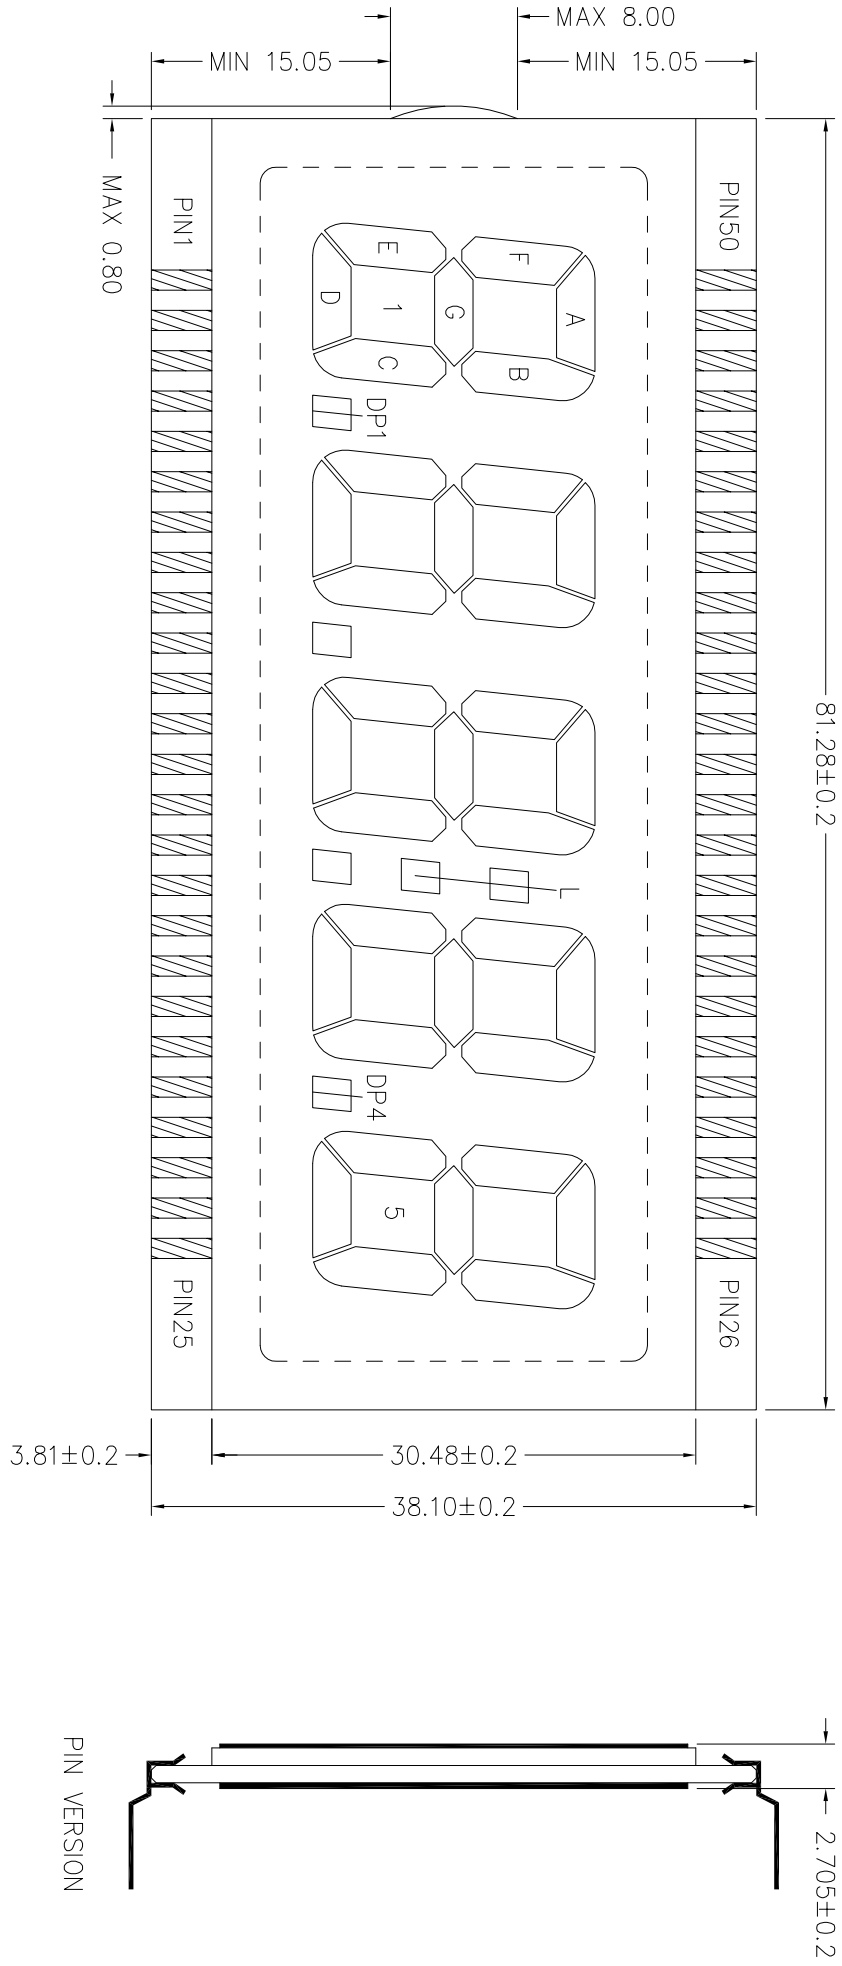 MAX 8.00
MIN 15.05
MIN 15.05
MAX 0.80
PIN1
PIN50
E
F
D
1
G
A
C
B
DP1
81.28±0.2
L
DP4
5
PIN25
PIN26
3.81±0.2
30.48±0.2
38.10±0.2
PIN VERSION
2.705±0.2